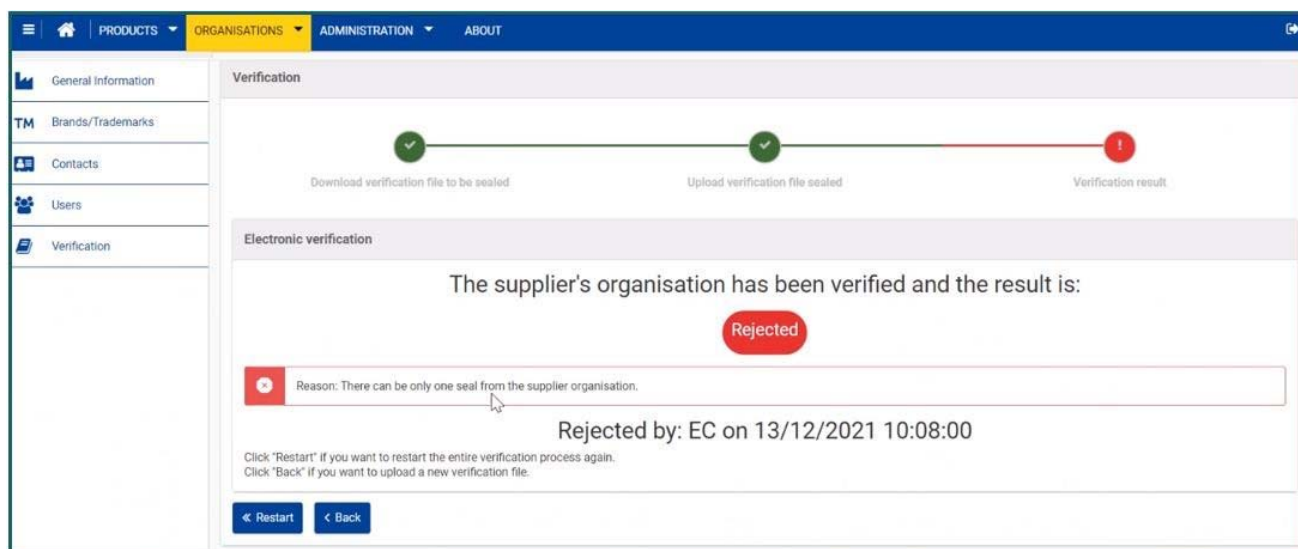 PRODUCTS ORGANISATIONS ADMINISTRATION ABOUT
General Information
TM Brands/Trademarks
Contacts
Users
Verification
Verification
Download verification file to be sealed
Upload verification file sealed
Verification result
Electronic verification
The supplier's organisation has been verified and the result is:
Rejected
Reason: There can be only one seal from the supplier organisation.
Rejected by: EC on 13/12/2021 10:08:00
Click "Restart" if you want to restart the entire verification process again.
Click "Back" if you want to upload a new verification file.
« Restart
< Back